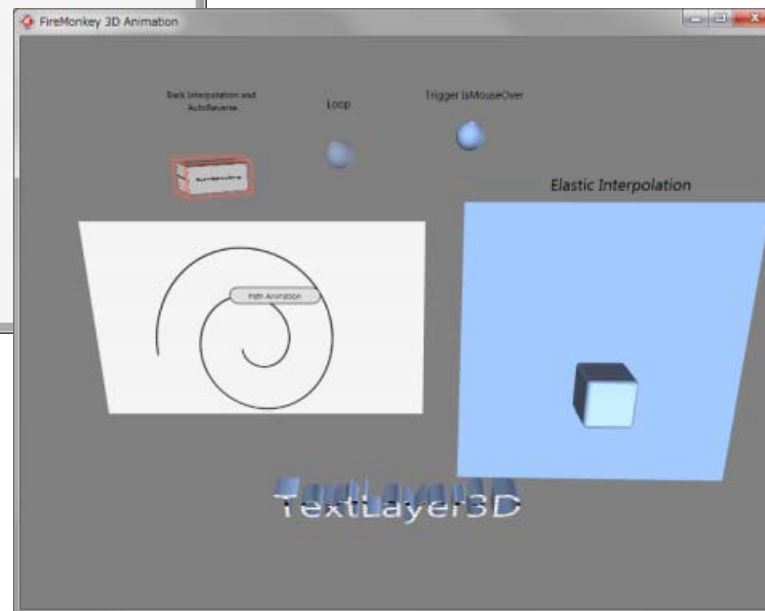 FireMonkey 3D Animation
Back Interpolation and
AutoReverse
Loop
Trigger IsMouseOver
Elastic Interpolation
Path Animation
TextLayer3D